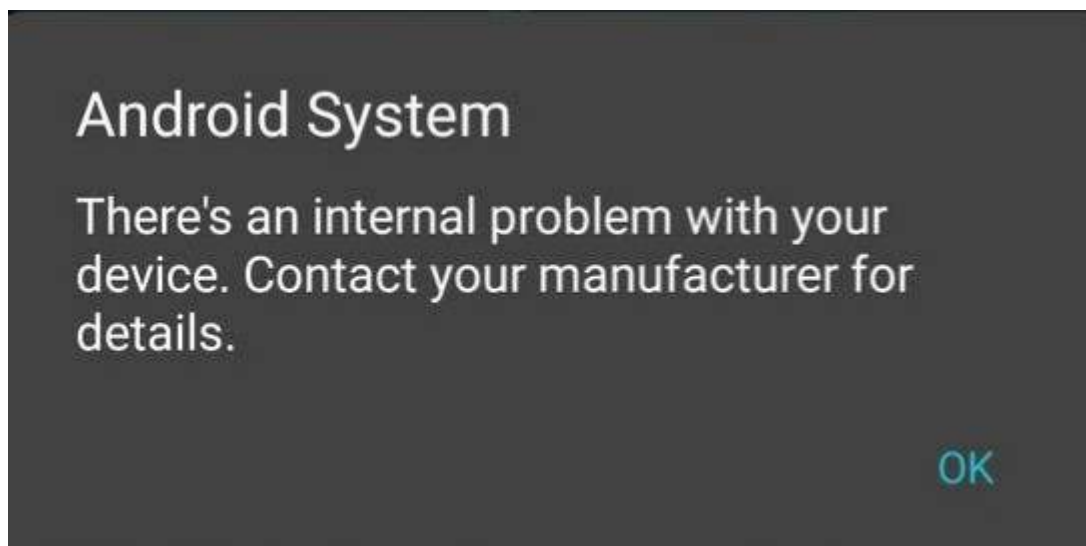 Android System
There's an internal problem with your
device. Contact your manufacturer for
details.
OK